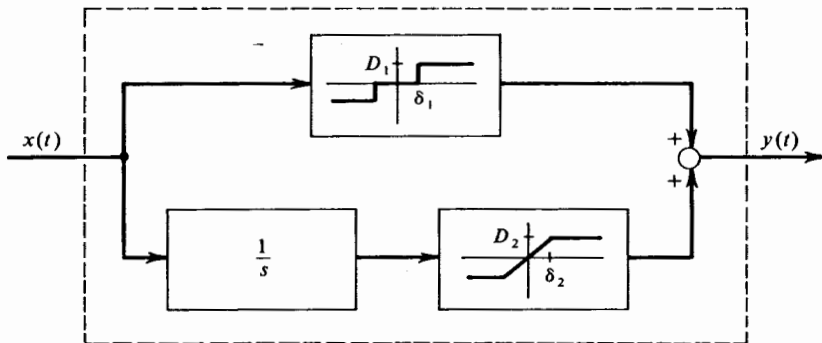 D₁
δ₁
x(t)
+
y(t)
+
1/s
D₂
δ₂